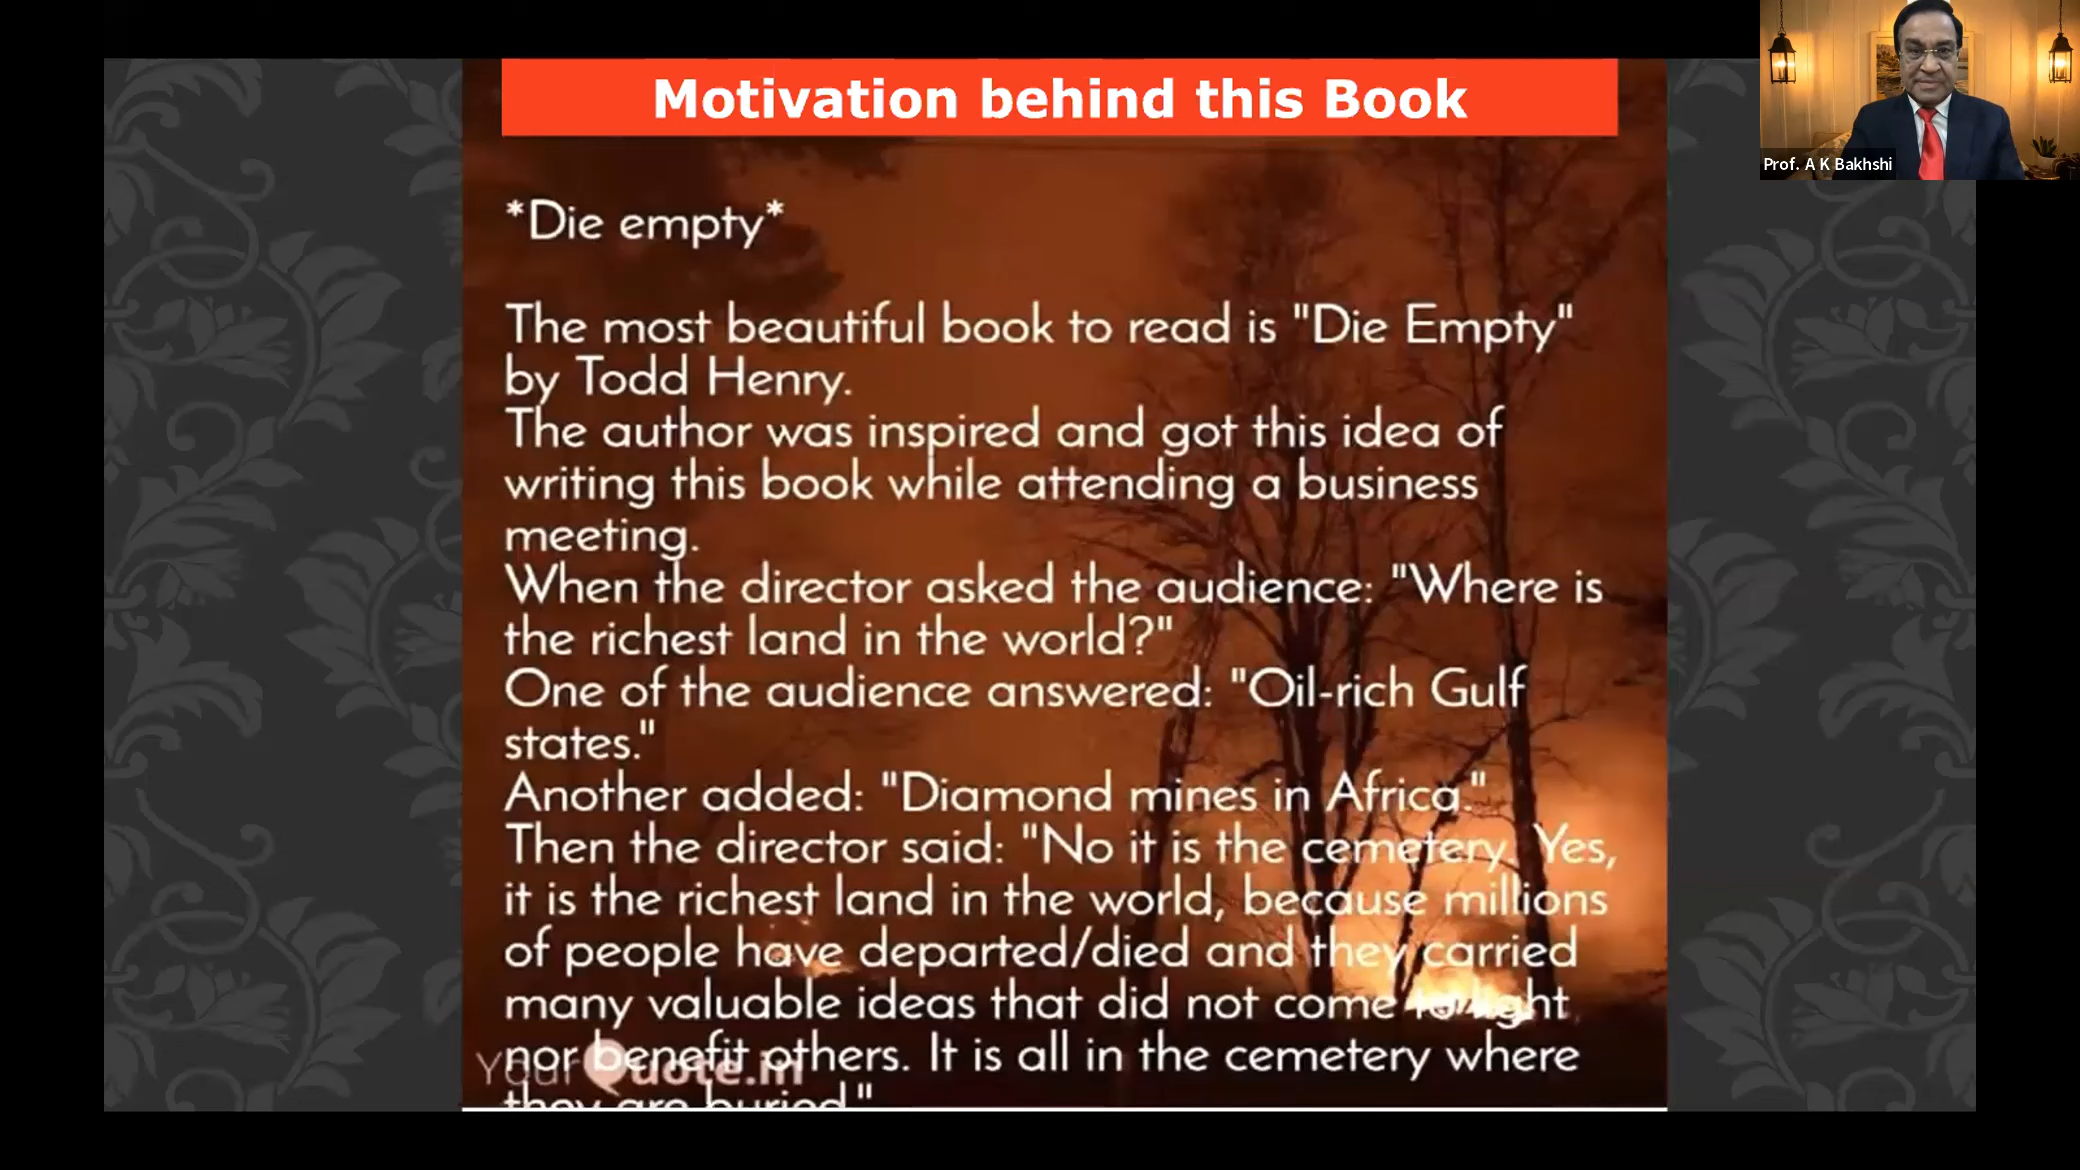 Motivation behind this Book
Prof. A K Bakhshi
*Die empty*
The most beautiful book to read is "Die Empty"
by Todd Henry.
The author was inspired and got this idea of
writing this book while attending a business
meeting.
When the director asked the audience: "Where is
the richest land in the world?"
One of the audience answered: "Oil-rich Gulf
states."
Another added: "Diamond mines in Africa."
Then the director said: "No it is the cemetery. Yes,
it is the richest land in the world, because millions
of people have departed/died and they carried
many valuable ideas that did not come to light
nor benefit others. It is all in the cemetery where
they are buried."
YourQuote.in